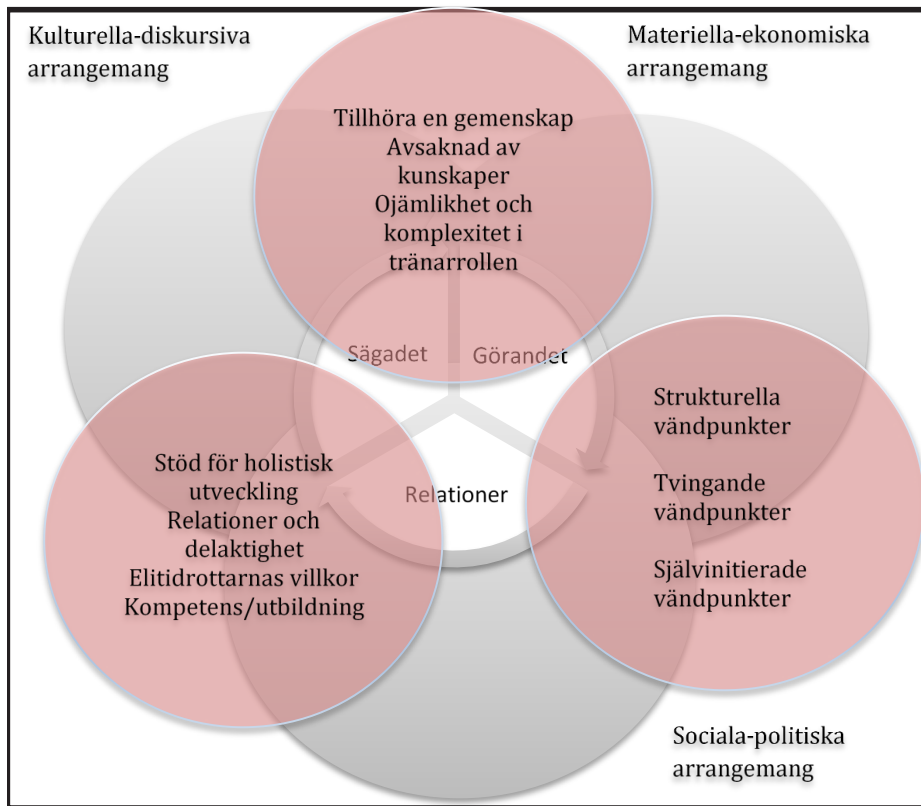 Kulturella-diskursiva
arrangemang
Materiella-ekonomiska
arrangemang
Tillhöra en gemenskap
Avsaknad av
kunskaper
Ojämlikhet och
komplexitet i
tränarrollen
Sägadet
Görandet
Relationer
Stöd för holistisk
utveckling
Relationer och
delaktighet
Elitidrottarnas villkor
Kompetens/utbildning
Strukturella
vändpunkter
Tvingande
vändpunkter
Självinitierade
vändpunkter
Sociala-politiska
arrangemang